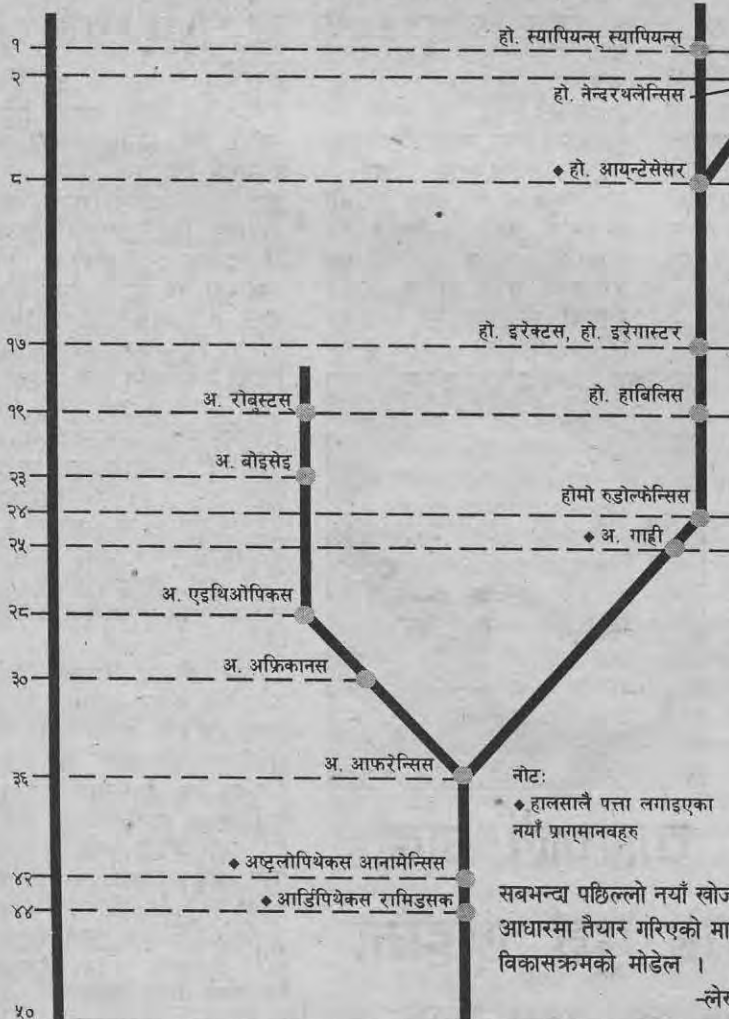 १
हो. स्यापियन्स् स्यापियन्स्
२
हो. नेन्दरथलेन्सिस
८
◆ हो. आयन्टेसेसर
१७
हो. इरेक्टस, हो. इरेगास्टर
१९
अ. रोबुस्टस्
हो. हाबिलिस
२३
अ. बोइसेइ
२४
होमो रुडोल्फेन्सिस
२५
◆ अ. गार्ही
२८
अ. एइथिओपिकस
३०
अ. अफ्रिकानस
३६
अ. आफरेन्सिस
नोटः
◆ हालसालै पत्ता लगाइएका
नयाँ प्राग्मानवहरु
४२
◆ अष्ट्रलोपिथेकस आनामेन्सिस
४४
◆ आर्डिपिथेकस रामिडसक
सबभन्दा पछिल्लो नयाँ खोज
आधारमा तैयार गरिएको मा
विकासक्रमको मोडेल ।
५०